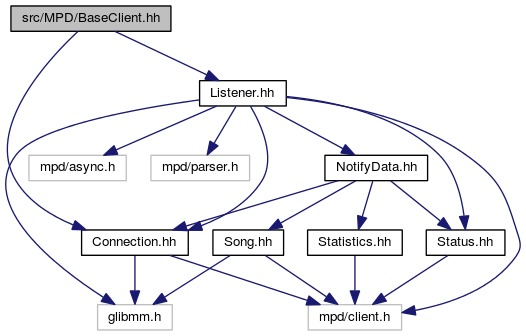 src/MPD/BaseClient.hh
Listener.hh
mpd/async.h
mpd/parser.h
NotifyData.hh
Connection.hh
Song.hh
Statistics.hh
Status.hh
glibmm.h
mpd/client.h